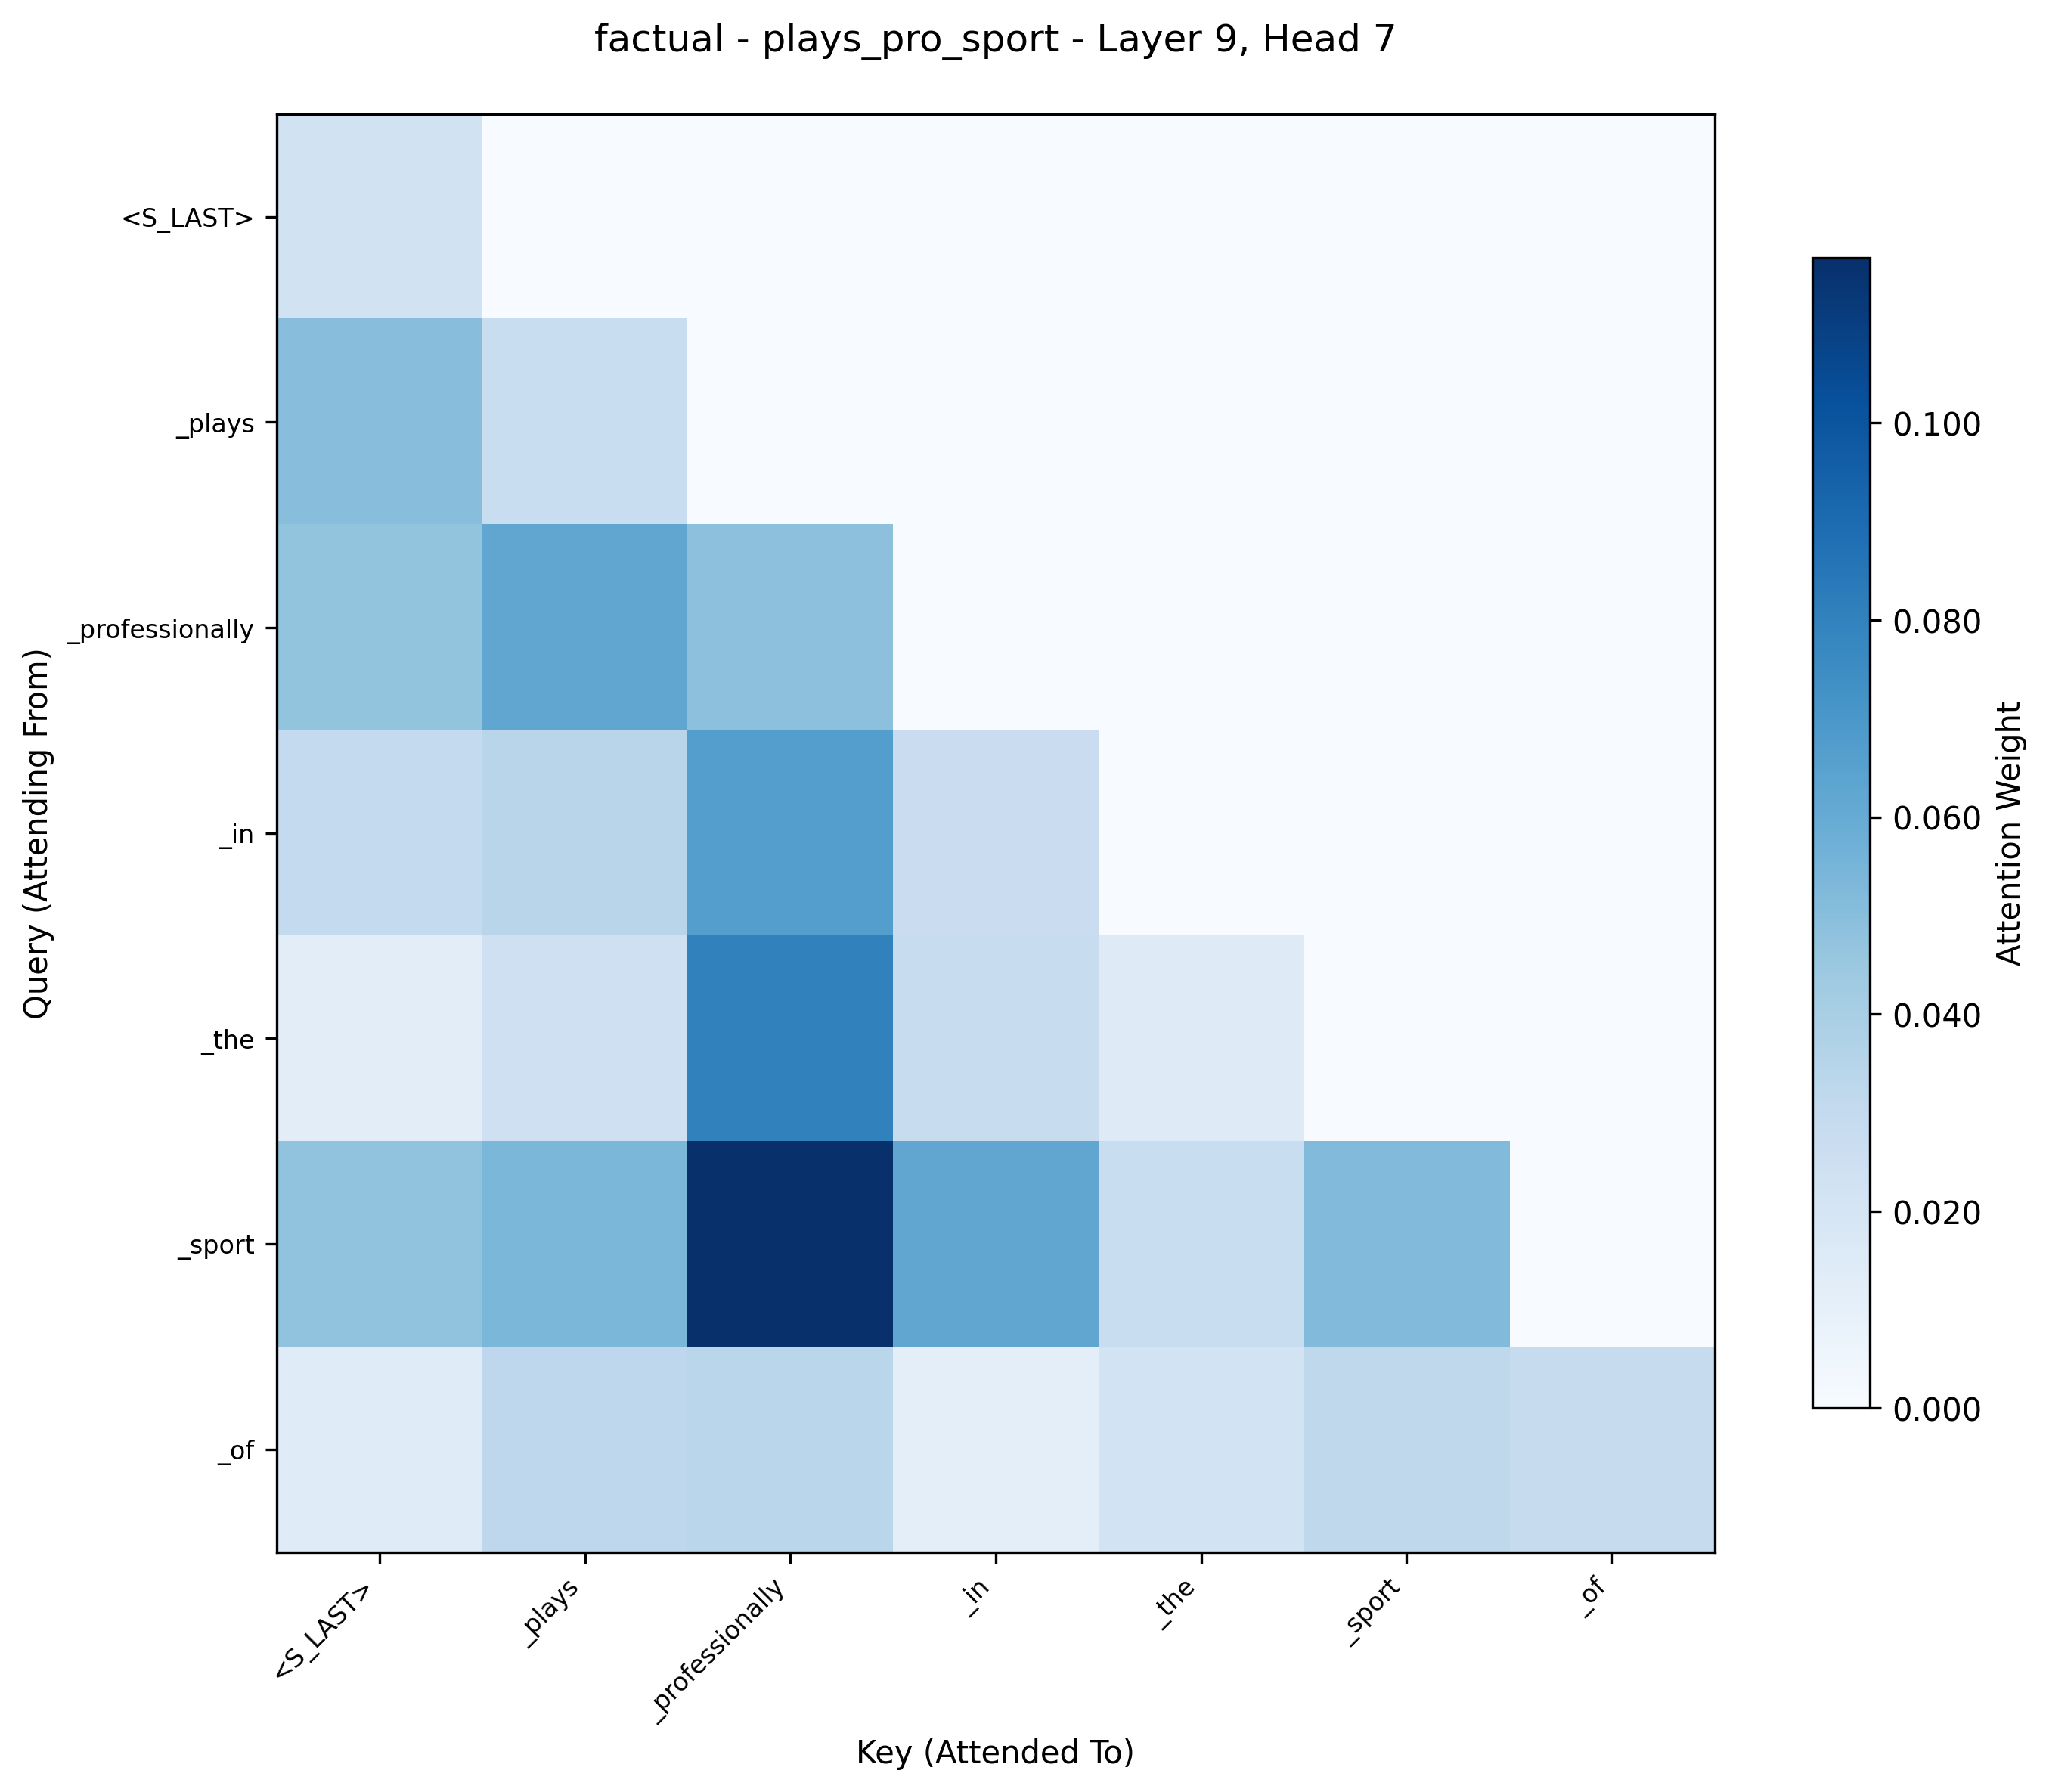 factual - plays_pro_sport - Layer 9, Head 7
<S_LAST>
_plays
_professionally
_in
_the
_sport
_of
Query (Attending From)
<S_LAST>
_plays
_professionally
_in
_the
_sport
_of
Key (Attended To)
0.100
0.080
0.060
0.040
0.020
0.000
Attention Weight